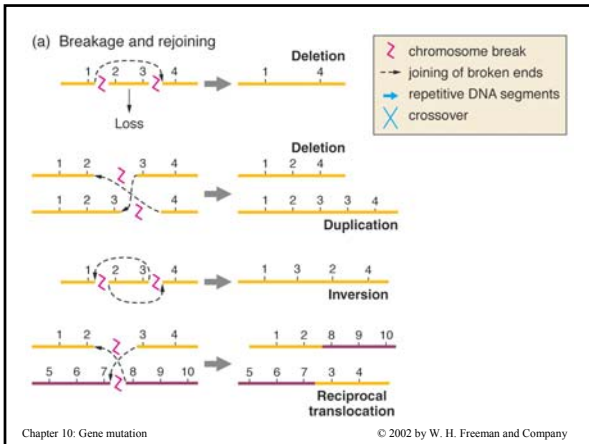 (a) Breakage and rejoining
1 2 3 4
Loss
Deletion
1 4
1 2 3 4
1 2 3 4
Deletion
1 2 4
1 2 3 3 4
Duplication
1 2 3 4
1 3 2 4
Inversion
1 2 3 4
5 6 7 8 9 10
1 2 8 9 10
5 6 7 3 4
Reciprocal
translocation
chromosome break
joining of broken ends
repetitive DNA segments
crossover
Chapter 10: Gene mutation © 2002 by W. H. Freeman and Company